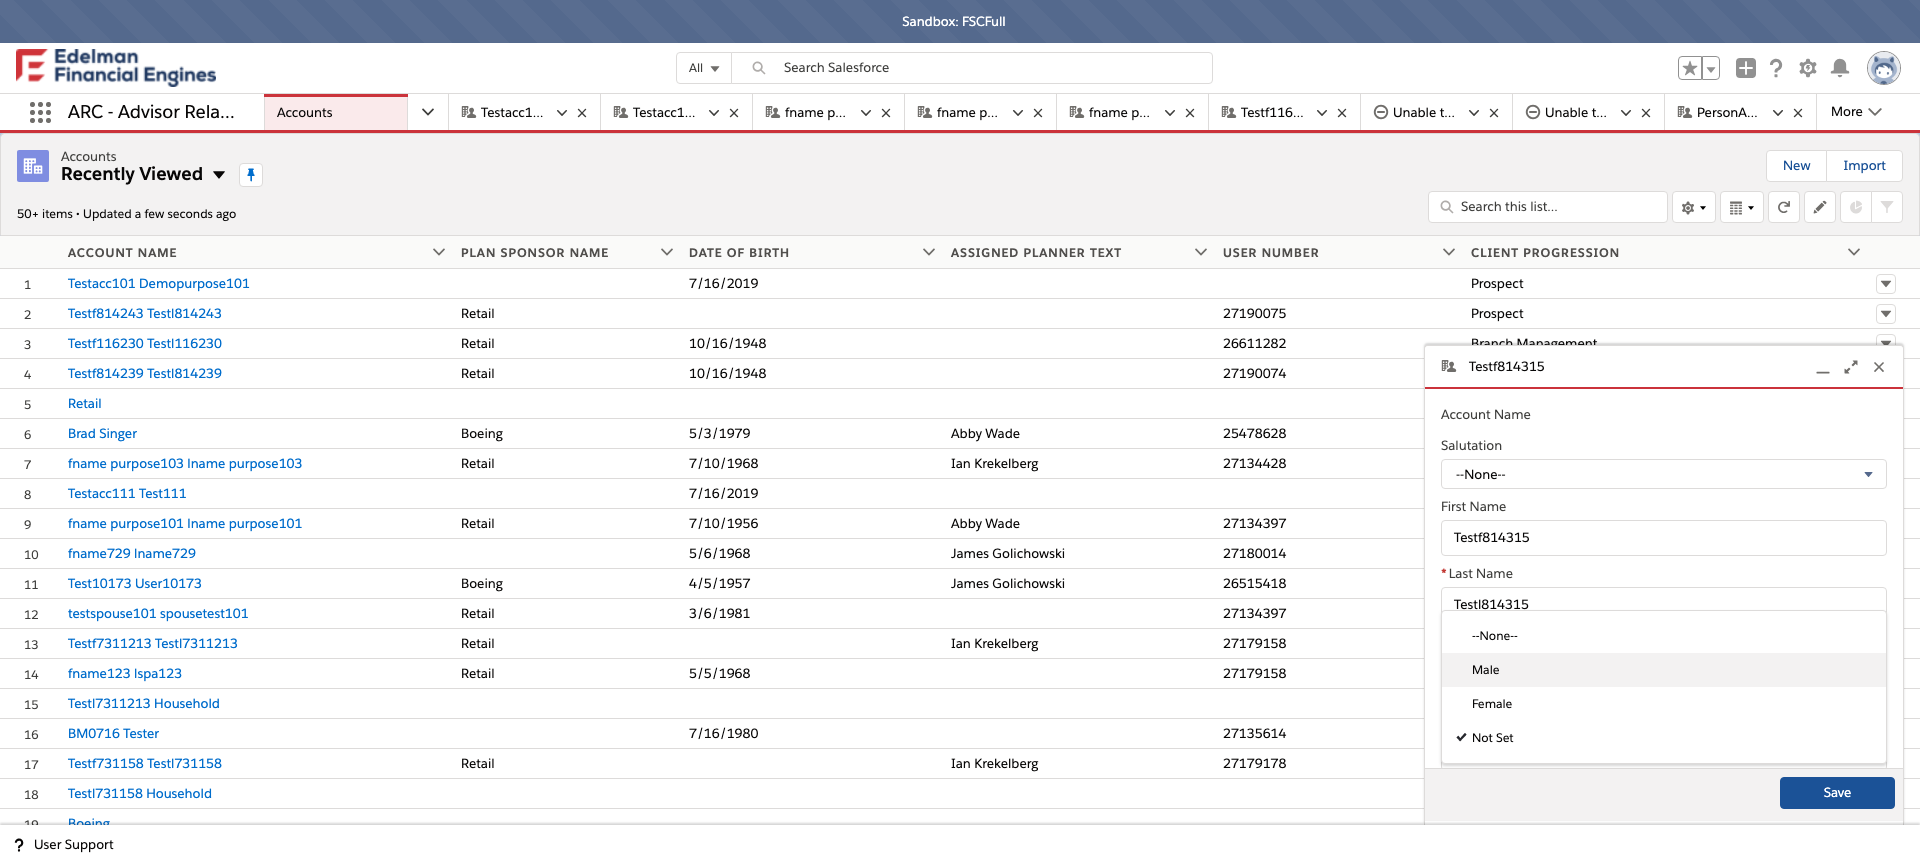 Sandbox: FSCFull
Edelman
Financial Engines
All
Search Salesforce
ARC - Advisor Rela...
Accounts
Testacc1...
Testacc1...
fname p...
fname p...
fname p...
Testf116...
Unable t...
Unable t...
PersonA...
More
Accounts
Recently Viewed
New
Import
50+ items • Updated a few seconds ago
Search this list...
ACCOUNT NAME PLAN SPONSOR NAME DATE OF BIRTH ASSIGNED PLANNER TEXT USER NUMBER CLIENT PROGRESSION
1 Testacc101 Demopurpose101 7/16/2019 Prospect
2 Testf814243 Testl814243 Retail 27190075 Prospect
3 Testf116230 Testl116230 Retail 10/16/1948 26611282 Branch Management
4 Testf814239 Testl814239 Retail 10/16/1948 27190074
5 Retail
6 Brad Singer Boeing 5/3/1979 Abby Wade 25478628
7 fname purpose103 lname purpose103 Retail 7/10/1968 Ian Krekelberg 27134428
8 Testacc111 Test111 7/16/2019
9 fname purpose101 lname purpose101 Retail 7/10/1956 Abby Wade 27134397
10 fname729 lname729 5/6/1968 James Golichowski 27180014
11 Test10173 User10173 Boeing 4/5/1957 James Golichowski 26515418
12 testspouse101 spousetest101 Retail 3/6/1981 27134397
13 Testf7311213 Testl7311213 Retail Ian Krekelberg 27179158
14 fname123 lspa123 Retail 5/5/1968 27179158
15 Testl7311213 Household
16 BM0716 Tester 7/16/1980 27135614
17 Testf731158 Testl731158 Retail Ian Krekelberg 27179178
18 Testl731158 Household
19 Boeing
Testf814315
Account Name
Salutation
--None--
First Name
Testf814315
*Last Name
Testl814315
--None--
Male
Female
Not Set
Save
? User Support